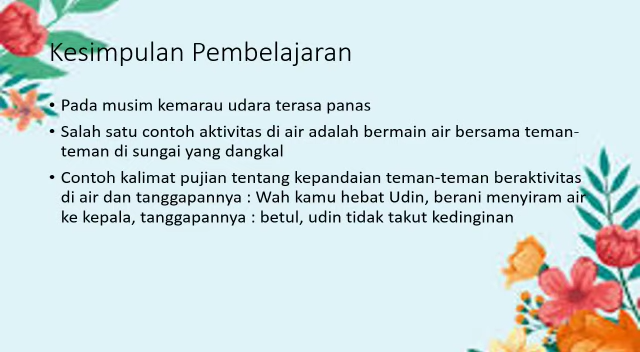 Kesimpulan Pembelajaran
• Pada musim kemarau udara terasa panas
• Salah satu contoh aktivitas di air adalah bermain air bersama teman-
teman di sungai yang dangkal
• Contoh kalimat pujian tentang kepandaian teman-teman beraktivitas
di air dan tanggapannya : Wah kamu hebat Udin, berani menyiram air
ke kepala, tanggapannya : betul, udin tidak takut kedinginan